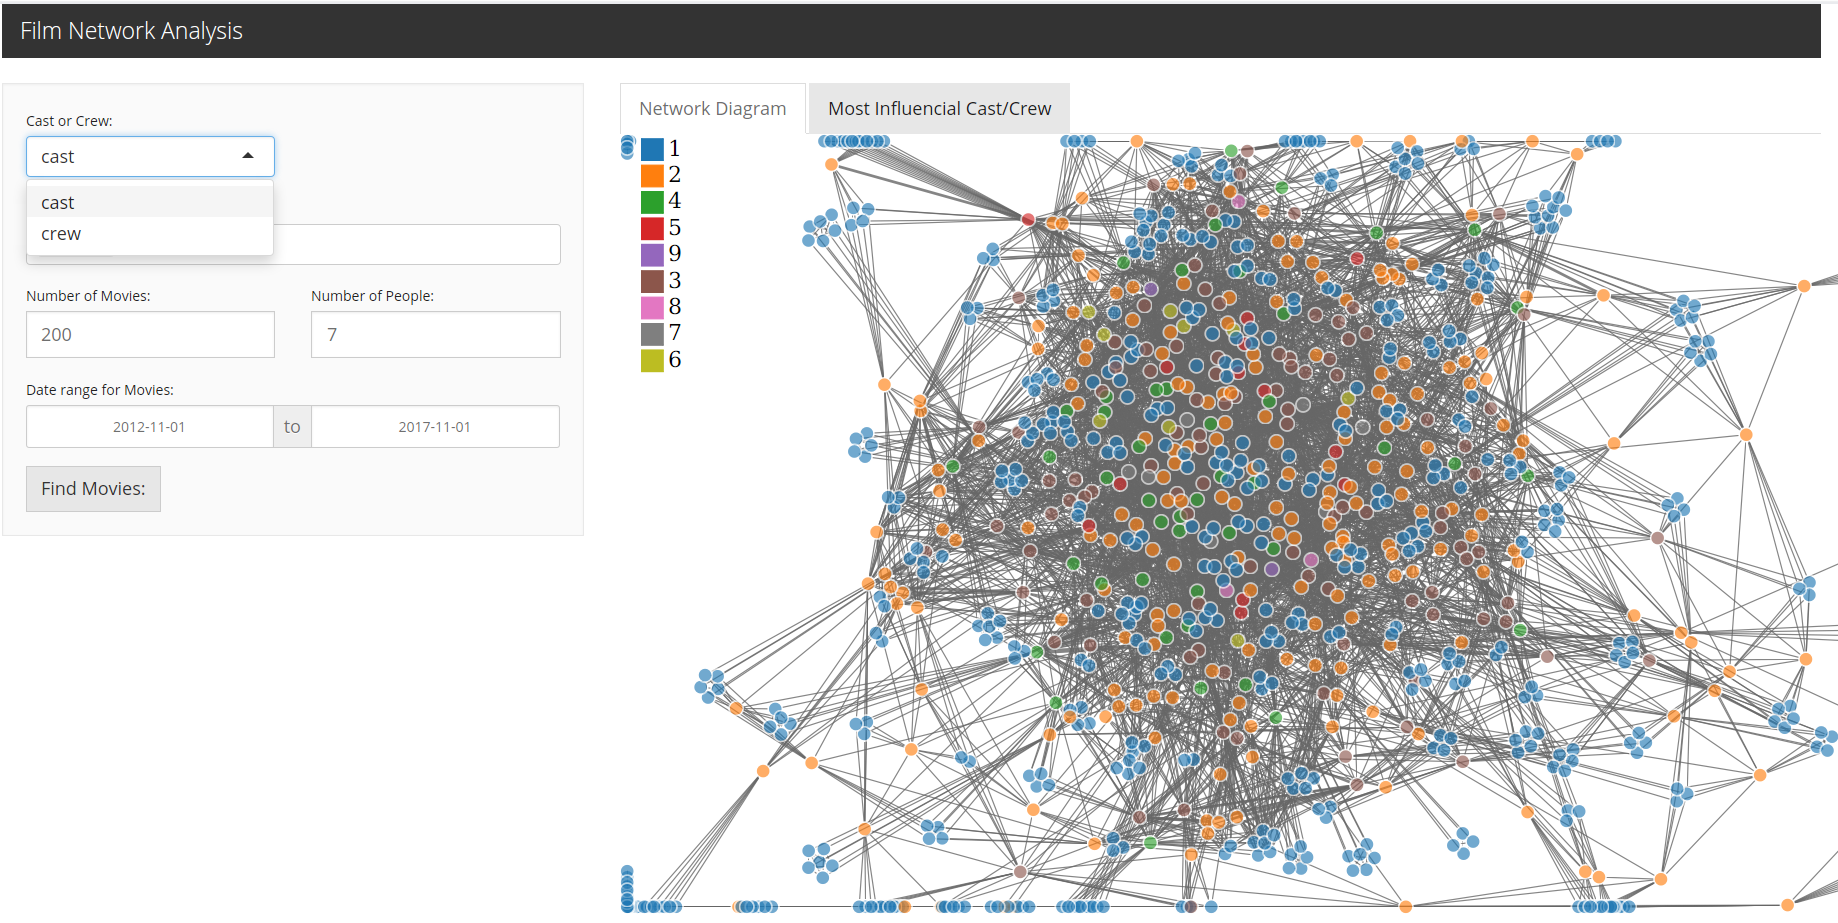 Film Network Analysis
Cast or Crew:
cast
cast
crew
Number of Movies:
Number of People:
200
7
Date range for Movies:
2012-11-01
to
2017-11-01
Find Movies:
Network Diagram
Most Influencial Cast/Crew
1
2
4
5
9
3
8
7
6